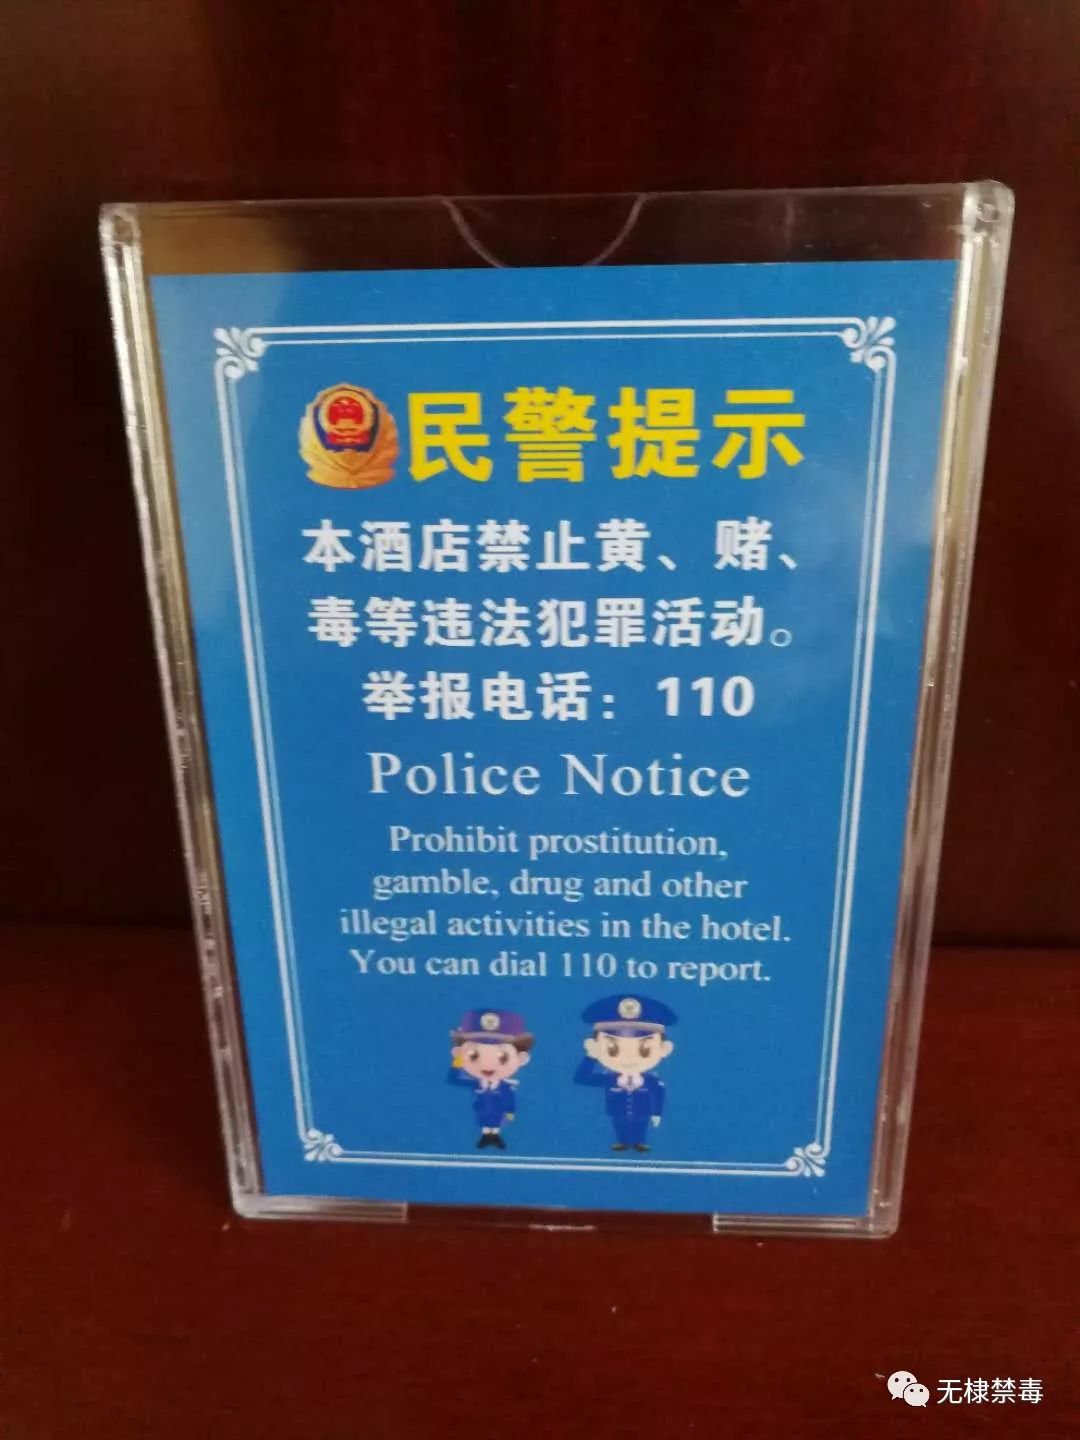 民警提示
本酒店禁止黄、赌、
毒等违法犯罪活动。
举报电话：110
Police Notice
Prohibit prostitution,
gamble, drug and other
illegal activities in the hotel.
You can dial 110 to report.
无棣禁毒